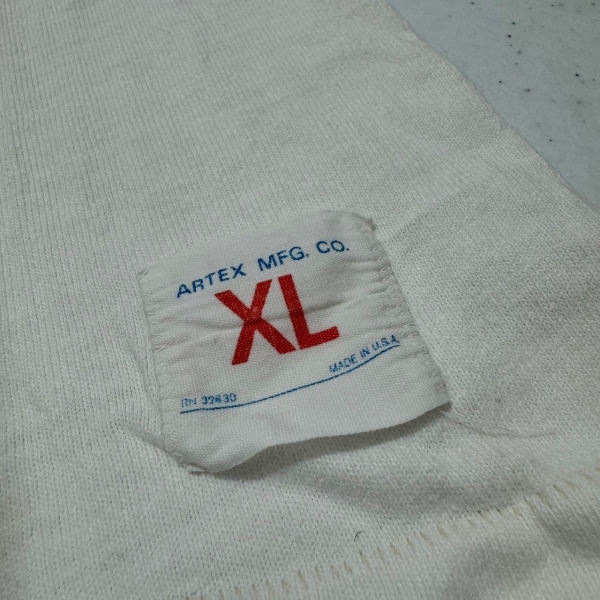 ARTEX MFG. CO.
XL
MADE IN U.S.A.
RN 32630